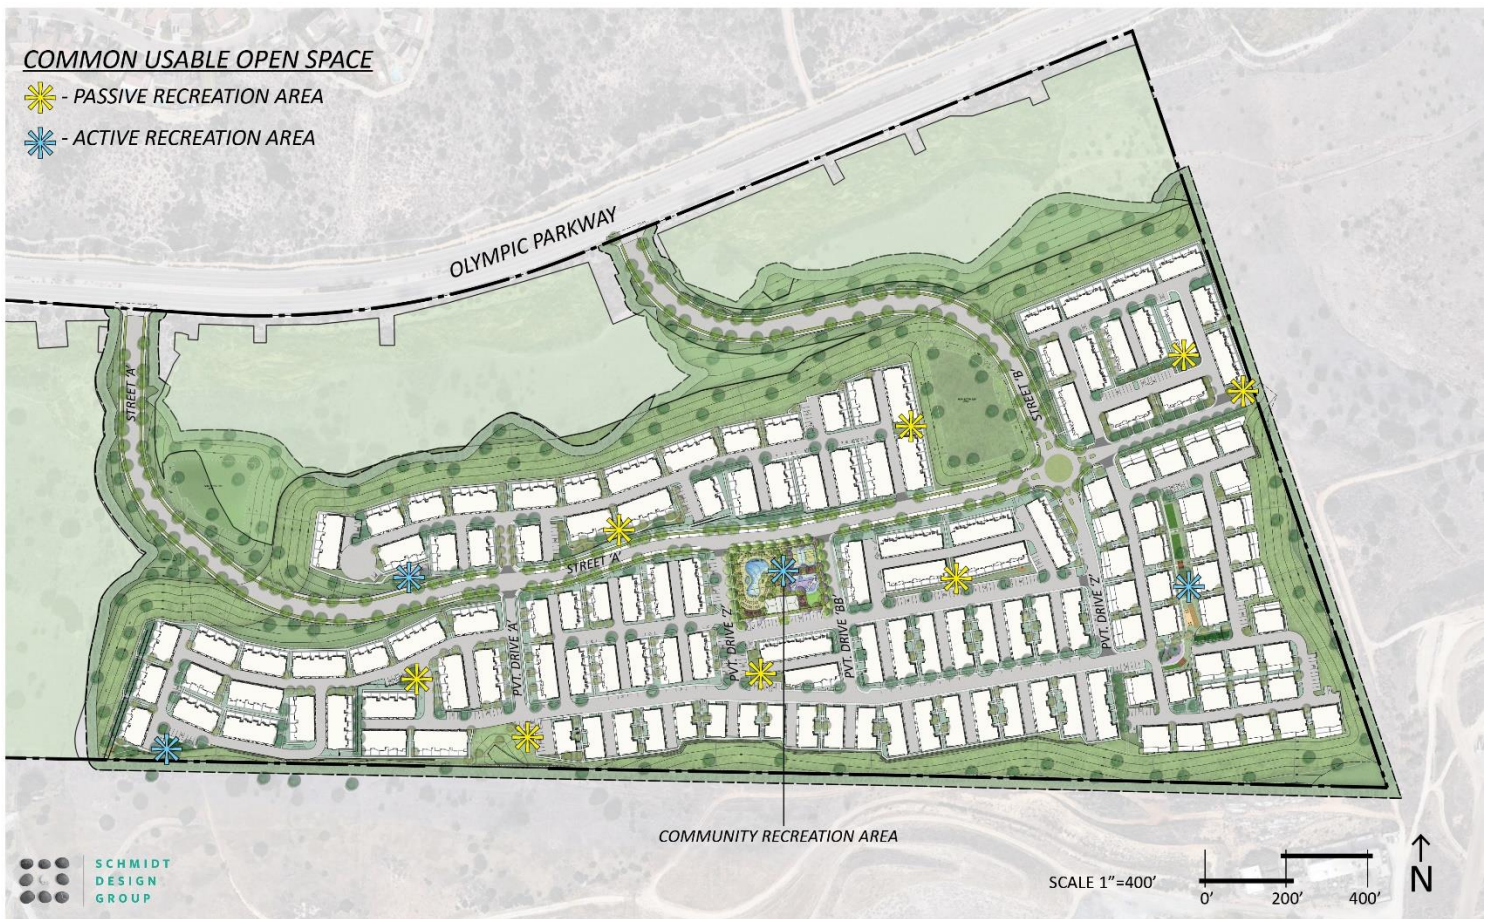 COMMON USABLE OPEN SPACE
- PASSIVE RECREATION AREA
- ACTIVE RECREATION AREA
OLYMPIC PARKWAY
STREET 'A'
STREET 'B'
STREET 'A'
PVT. DRIVE 'A'
PVT. DRIVE 'Z'
PVT. DRIVE 'BB'
PVT. DRIVE 'Z'
COMMUNITY RECREATION AREA
SCHMIDT
DESIGN
GROUP
SCALE 1"=400'
0'
200'
400'
N